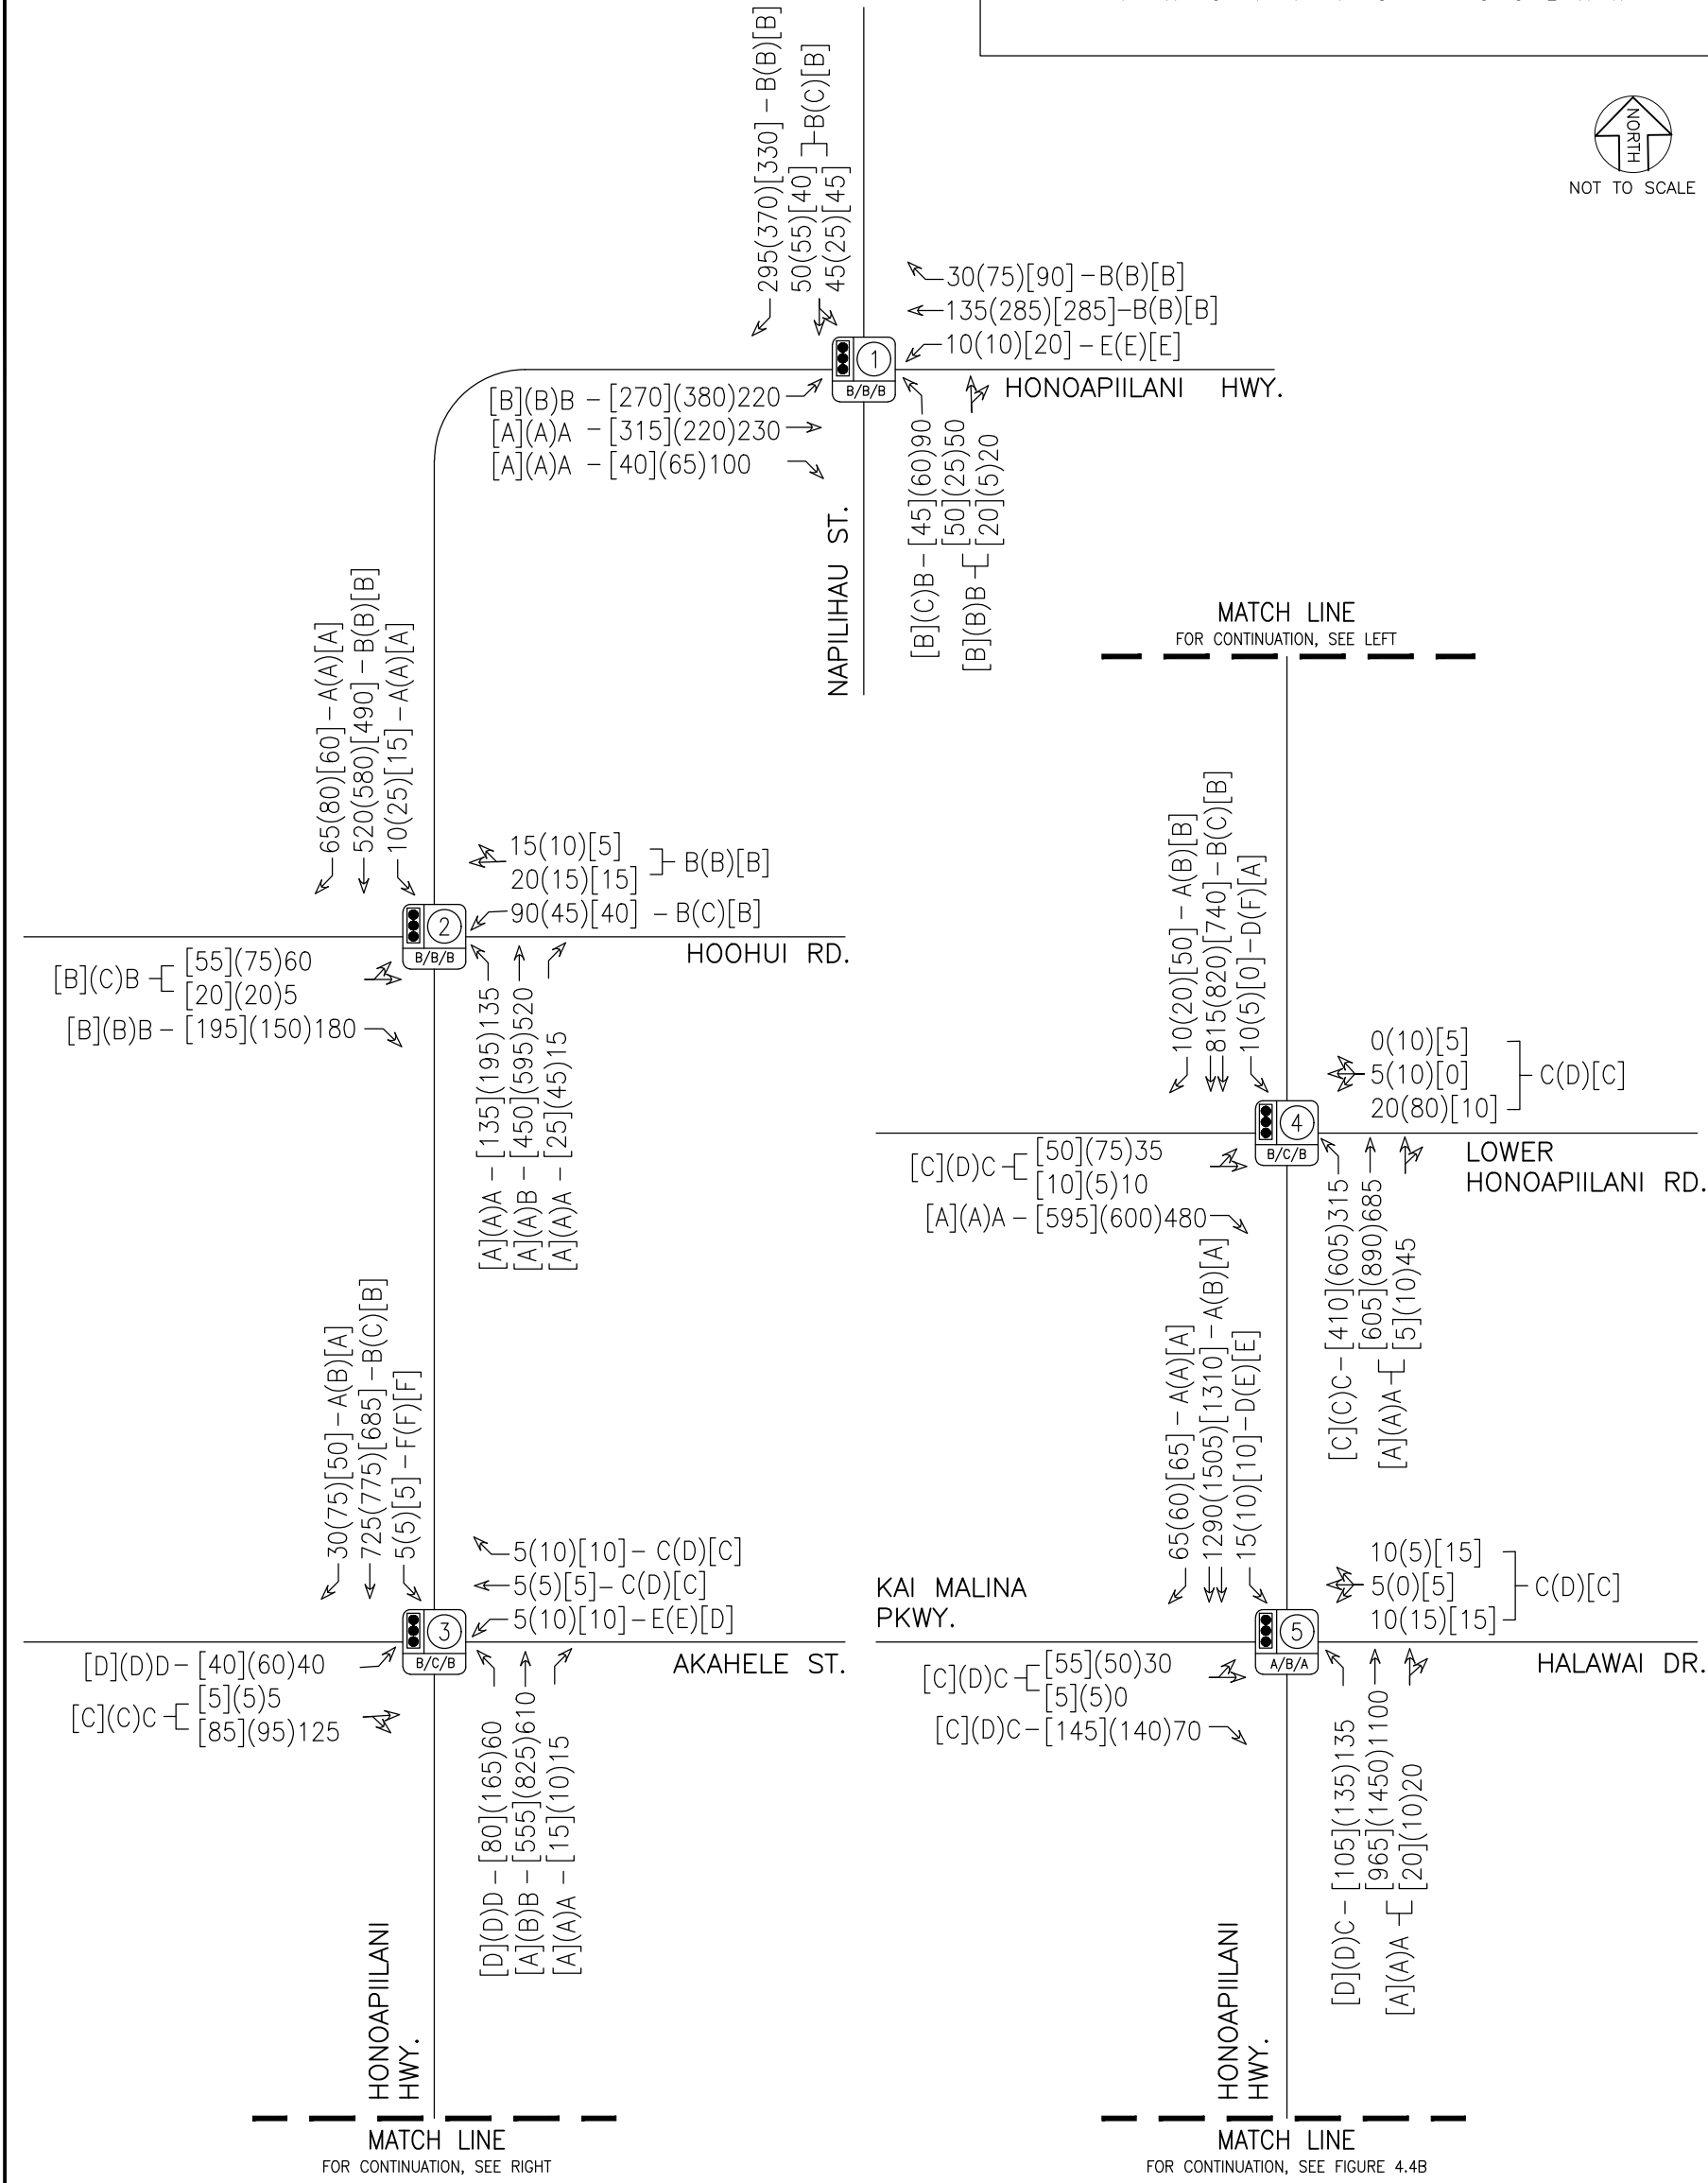 NORTH
NOT TO SCALE
295(370)[330] - B(B)[B]
50(55)[40]
45(25)[45]
B(C)[B]
30(75)[90] - B(B)[B]
135(285)[285]-B(B)[B]
10(10)[20] - E(E)[E]
1
B/B/B
HONOAPIILANI HWY.
[B](B)B - [270](380)220
[A](A)A - [315](220)230
[A](A)A - [40](65)100
NAPILIHAU ST.
[B](C)B- [45](60)90
[50](25)50
[20](5)20
[B](B)B
65(80)[60] - A(A)[A]
520(580)[490] - B(B)[B]
10(25)[15] - A(A)[A]
15(10)[5]
20(15)[15]
B(B)[B]
90(45)[40] - B(C)[B]
2
B/B/B
HOOHUI RD.
[B](C)B
[55](75)60
[20](20)5
[B](B)B - [195](150)180
[A](A)A - [135](195)135
[A](A)B - [450](595)520
[A](A)A - [25](45)15
30(75)[50] - A(B)[A]
725(775)[685] - B(C)[B]
5(5)[5] - F(F)[F]
5(10)[10] - C(D)[C]
5(5)[5] - C(D)[C]
5(10)[10] - E(E)[D]
3
B/C/B
AKAHELE ST.
[D](D)D - [40](60)40
[C](C)C
[5](5)5
[85](95)125
[D](D)D - [80](165)60
[A](B)B - [555](825)610
[A](A)A - [15](10)15
HONOAPIILANI
HWY.
MATCH LINE
FOR CONTINUATION, SEE RIGHT
MATCH LINE
FOR CONTINUATION, SEE LEFT
10(20)[50] - A(B)[B]
815(820)[740] - B(C)[B]
10(5)[0] - D(F)[A]
0(10)[5]
5(10)[0]
20(80)[10]
C(D)[C]
4
B/C/B
LOWER
HONOAPIILANI RD.
[C](D)C
[50](75)35
[10](5)10
[A](A)A - [595](600)480
[C](C)C - [410](605)315
[605](890)685
[5](10)45
[A](A)A
65(60)[65] - A(A)[A]
1290(1505)[1310] - A(B)[A]
15(10)[10] - D(E)[E]
10(5)[15]
5(0)[5]
10(15)[15]
C(D)[C]
KAI MALINA
PKWY.
5
A/B/A
HALAWAI DR.
[C](D)C
[55](50)30
[5](5)0
[C](D)C - [145](140)70
[D](D)C - [105](135)135
[965](1450)1100
[20](10)20
[A](A)A
HONOAPIILANI
HWY.
MATCH LINE
FOR CONTINUATION, SEE FIGURE 4.4B